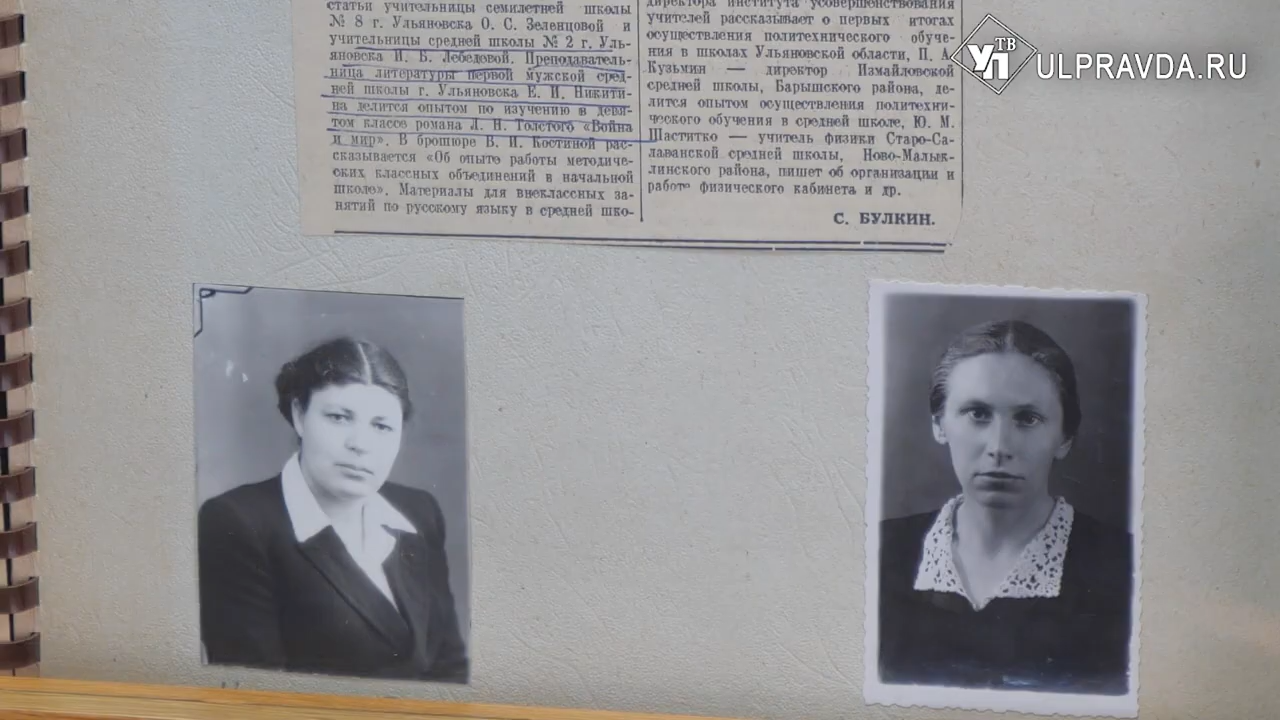 статьи учительницы семилетней школы
№ 8 г. Ульяновска О. С. Зеленцовой и
учительницы средней школы № 2 г. Уль-
яновска И. Б. Лебедовой. Преподаватель-
ница литературы первой мужской сред-
ней школы г. Ульяновска Е. И. Никити-
на делится опытом по изучению в девя-
том классе романа Л. Н. Толстого «Война
и мир». В брошюре В. И. Костиной рас-
сказывается «Об опыте работы методиче-
ских классных объединений в начальной
школе». Материалы для внеклассных за-
нятий по русскому языку в средней шко-
директора института усовершенствования
учителей рассказывает о первых итогах
осуществления политехнического обуче-
ния в школах Ульяновской области, П. А.
Кузьмин — директор Измайловской
средней школы, Барышского района, де-
лится опытом осуществления политехни-
ческого обучения в средней школе, Ю. М.
Шастятко — учитель физики Старо-Са-
лаванской средней школы, Ново-Малык-
линского района, пишет об организации и
работе физического кабинета и др.
С. БУЛКИН.
УП ТВ
ULPRAVDA.RU